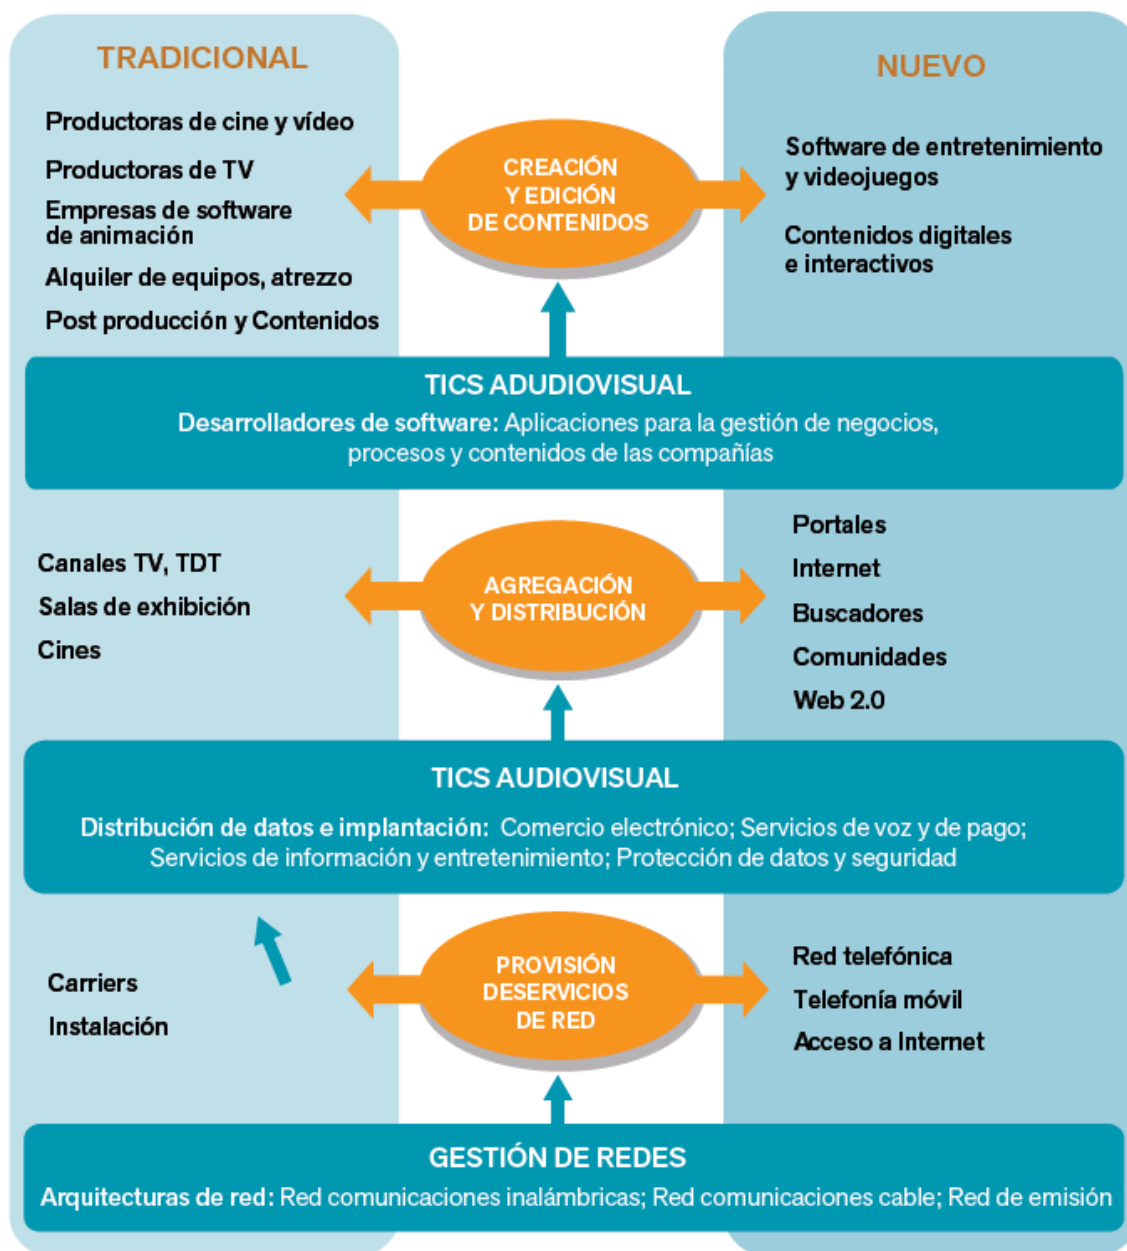 TRADICIONAL
NUEVO
Productoras de cine y vídeo
Productoras de TV
Empresas de software
de animación
Alquiler de equipos, atrezzo
Post producción y Contenidos
CREACIÓN
Y EDICIÓN
DE CONTENIDOS
Software de entretenimiento
y videojuegos
Contenidos digitales
e interactivos
TICS ADUDIOVISUAL
Desarrolladores de software: Aplicaciones para la gestión de negocios,
procesos y contenidos de las compañías
Canales TV, TDT
Salas de exhibición
Cines
AGREGACIÓN
Y DISTRIBUCIÓN
Portales
Internet
Buscadores
Comunidades
Web 2.0
TICS AUDIOVISUAL
Distribución de datos e implantación: Comercio electrónico; Servicios de voz y de pago;
Servicios de información y entretenimiento; Protección de datos y seguridad
Carriers
Instalación
PROVISIÓN
DESERVICIOS
DE RED
Red telefónica
Telefonía móvil
Acceso a Internet
GESTIÓN DE REDES
Arquitecturas de red: Red comunicaciones inalámbricas; Red comunicaciones cable; Red de emisión